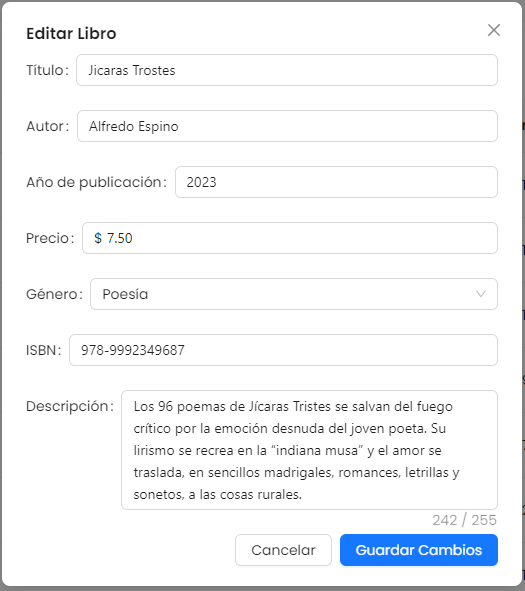 Editar Libro
Título: Jicaras Trostes
Autor: Alfredo Espino
Año de publicación: 2023
Precio: $ 7.50
Género: Poesía
ISBN: 978-9992349687
Descripción: Los 96 poemas de Jícaras Tristes se salvan del fuego
crítico por la emoción desnuda del joven poeta. Su
lirismo se recrea en la “indiana musa” y el amor se
traslada, en sencillos madrigales, romances, letrillas y
sonetos, a las cosas rurales.
242 / 255
Cancelar Guardar Cambios